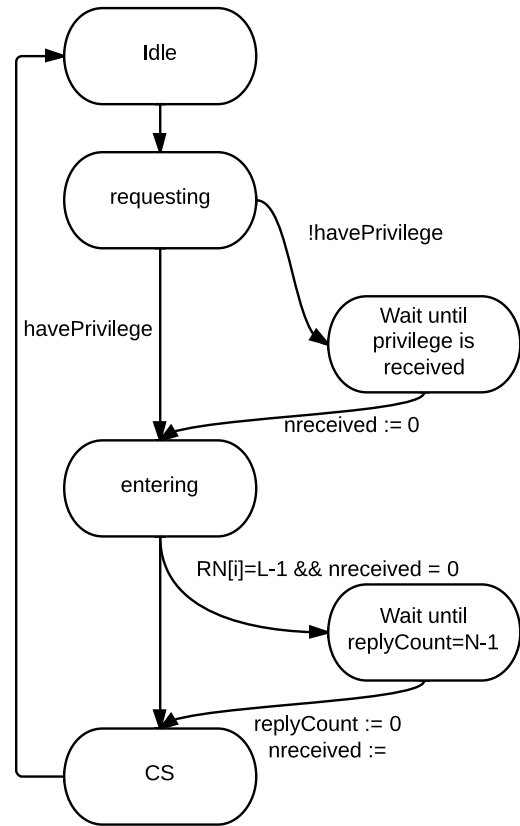 Idle
requesting
!havePrivilege
havePrivilege
Wait until
privilege is
received
nreceived := 0
entering
RN[i]=L-1 && nreceived = 0
Wait until
replyCount=N-1
replyCount := 0
nreceived :=
CS